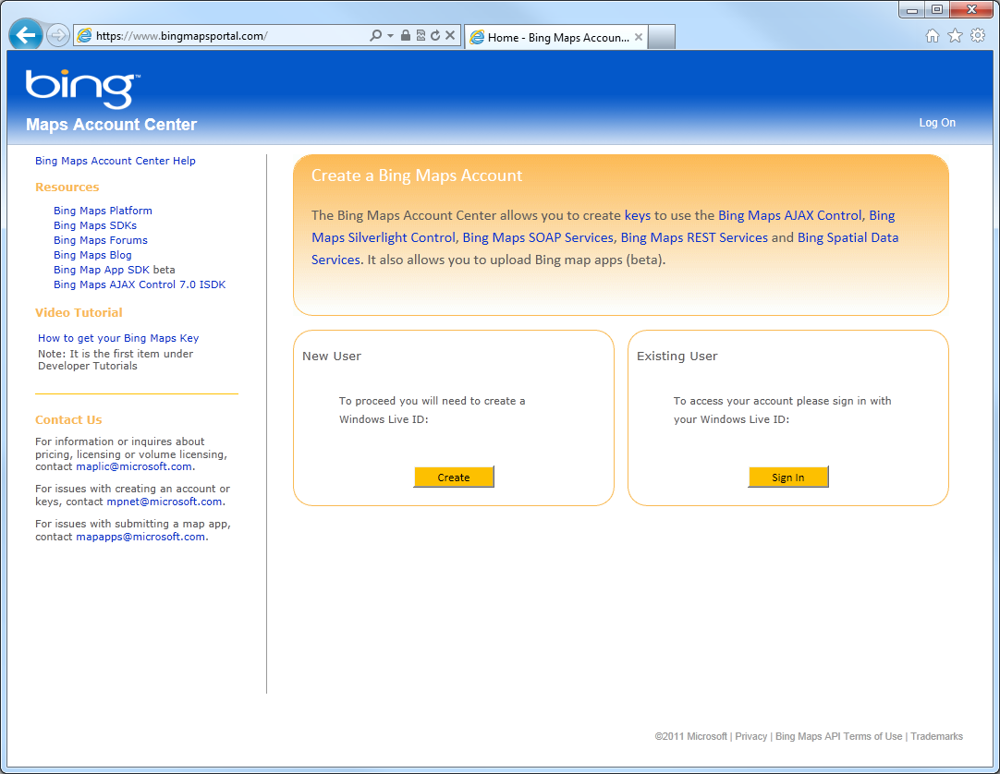 https://www.bingmapsportal.com/
Home - Bing Maps Accoun...
bing™
Maps Account Center
Log On
Bing Maps Account Center Help
Resources
Bing Maps Platform
Bing Maps SDKs
Bing Maps Forums
Bing Maps Blog
Bing Map App SDK beta
Bing Maps AJAX Control 7.0 ISDK
Video Tutorial
How to get your Bing Maps Key
Note: It is the first item under
Developer Tutorials
Contact Us
For information or inquires about
pricing, licensing or volume licensing,
contact maplic@microsoft.com.
For issues with creating an account or
keys, contact mpnet@microsoft.com.
For issues with submitting a map app,
contact mapapps@microsoft.com.
Create a Bing Maps Account
The Bing Maps Account Center allows you to create keys to use the Bing Maps AJAX Control, Bing
Maps Silverlight Control, Bing Maps SOAP Services, Bing Maps REST Services and Bing Spatial Data
Services. It also allows you to upload Bing map apps (beta).
New User
To proceed you will need to create a
Windows Live ID:
Create
Existing User
To access your account please sign in with
your Windows Live ID:
Sign In
©2011 Microsoft | Privacy | Bing Maps API Terms of Use | Trademarks